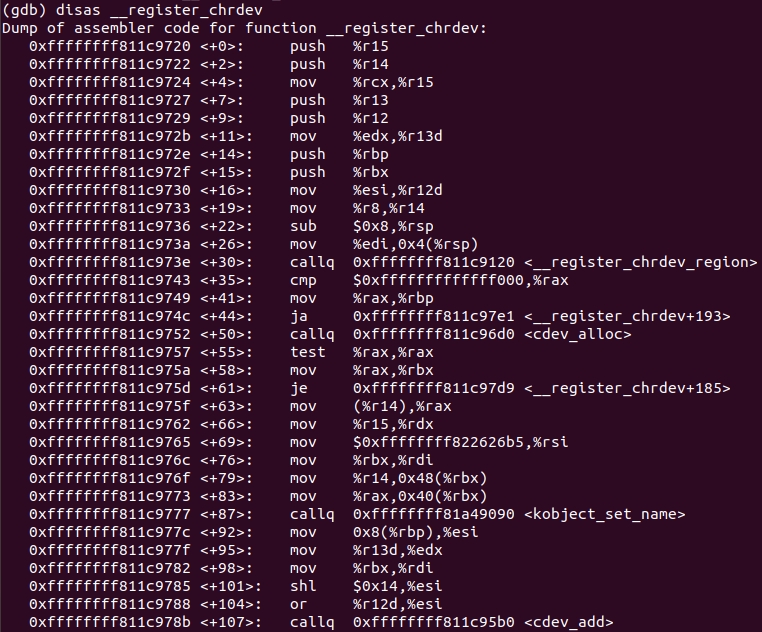 (gdb) disas __register_chrdev
Dump of assembler code for function __register_chrdev:
0xffffffff811c9720 <+0>: push %r15
0xffffffff811c9722 <+2>: push %r14
0xffffffff811c9724 <+4>: mov %rcx,%r15
0xffffffff811c9727 <+7>: push %r13
0xffffffff811c9729 <+9>: push %r12
0xffffffff811c972b <+11>: mov %edx,%r13d
0xffffffff811c972e <+14>: push %rbp
0xffffffff811c972f <+15>: push %rbx
0xffffffff811c9730 <+16>: mov %esi,%r12d
0xffffffff811c9733 <+19>: mov %r8,%r14
0xffffffff811c9736 <+22>: sub $0x8,%rsp
0xffffffff811c973a <+26>: mov %edi,0x4(%rsp)
0xffffffff811c973e <+30>: callq 0xffffffff811c9120 <__register_chrdev_region>
0xffffffff811c9743 <+35>: cmp $0xfffffffffffff000,%rax
0xffffffff811c9749 <+41>: mov %rax,%rbp
0xffffffff811c974c <+44>: ja 0xffffffff811c97e1 <__register_chrdev+193>
0xffffffff811c9752 <+50>: callq 0xffffffff811c96d0 <cdev_alloc>
0xffffffff811c9757 <+55>: test %rax,%rax
0xffffffff811c975a <+58>: mov %rax,%rbx
0xffffffff811c975d <+61>: je 0xffffffff811c97d9 <__register_chrdev+185>
0xffffffff811c975f <+63>: mov (%r14),%rax
0xffffffff811c9762 <+66>: mov %r15,%rdx
0xffffffff811c9765 <+69>: mov $0xffffffff822626b5,%rsi
0xffffffff811c976c <+76>: mov %rbx,%rdi
0xffffffff811c976f <+79>: mov %r14,0x48(%rbx)
0xffffffff811c9773 <+83>: mov %rax,0x40(%rbx)
0xffffffff811c9777 <+87>: callq 0xffffffff81a49090 <kobject_set_name>
0xffffffff811c977c <+92>: mov 0x8(%rbp),%esi
0xffffffff811c977f <+95>: mov %r13d,%edx
0xffffffff811c9782 <+98>: mov %rbx,%rdi
0xffffffff811c9785 <+101>: shl $0x14,%esi
0xffffffff811c9788 <+104>: or %r12d,%esi
0xffffffff811c978b <+107>: callq 0xffffffff811c95b0 <cdev_add>